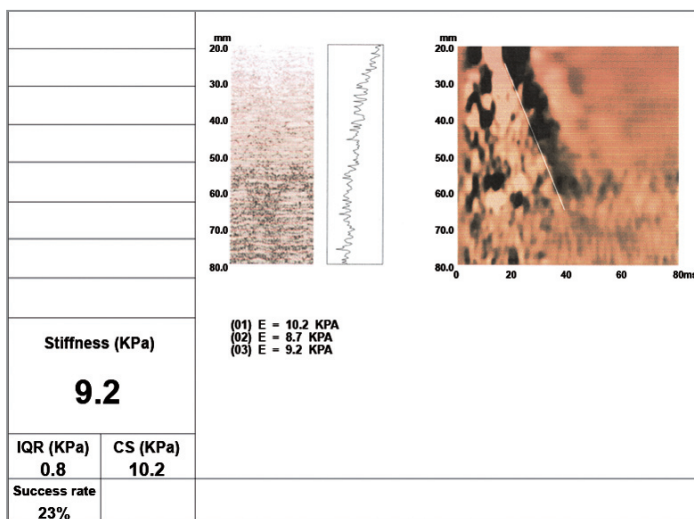 mm
20.0
30.0
40.0
50.0
60.0
70.0
80.0
mm
20.0
30.0
40.0
50.0
60.0
70.0
80.0
0 20 40 60 80ms
(01) E = 10.2 KPA
(02) E = 8.7 KPA
(03) E = 9.2 KPA
Stiffness (KPa)
9.2
IQR (KPa) CS (KPa)
0.8 10.2
Success rate
23%